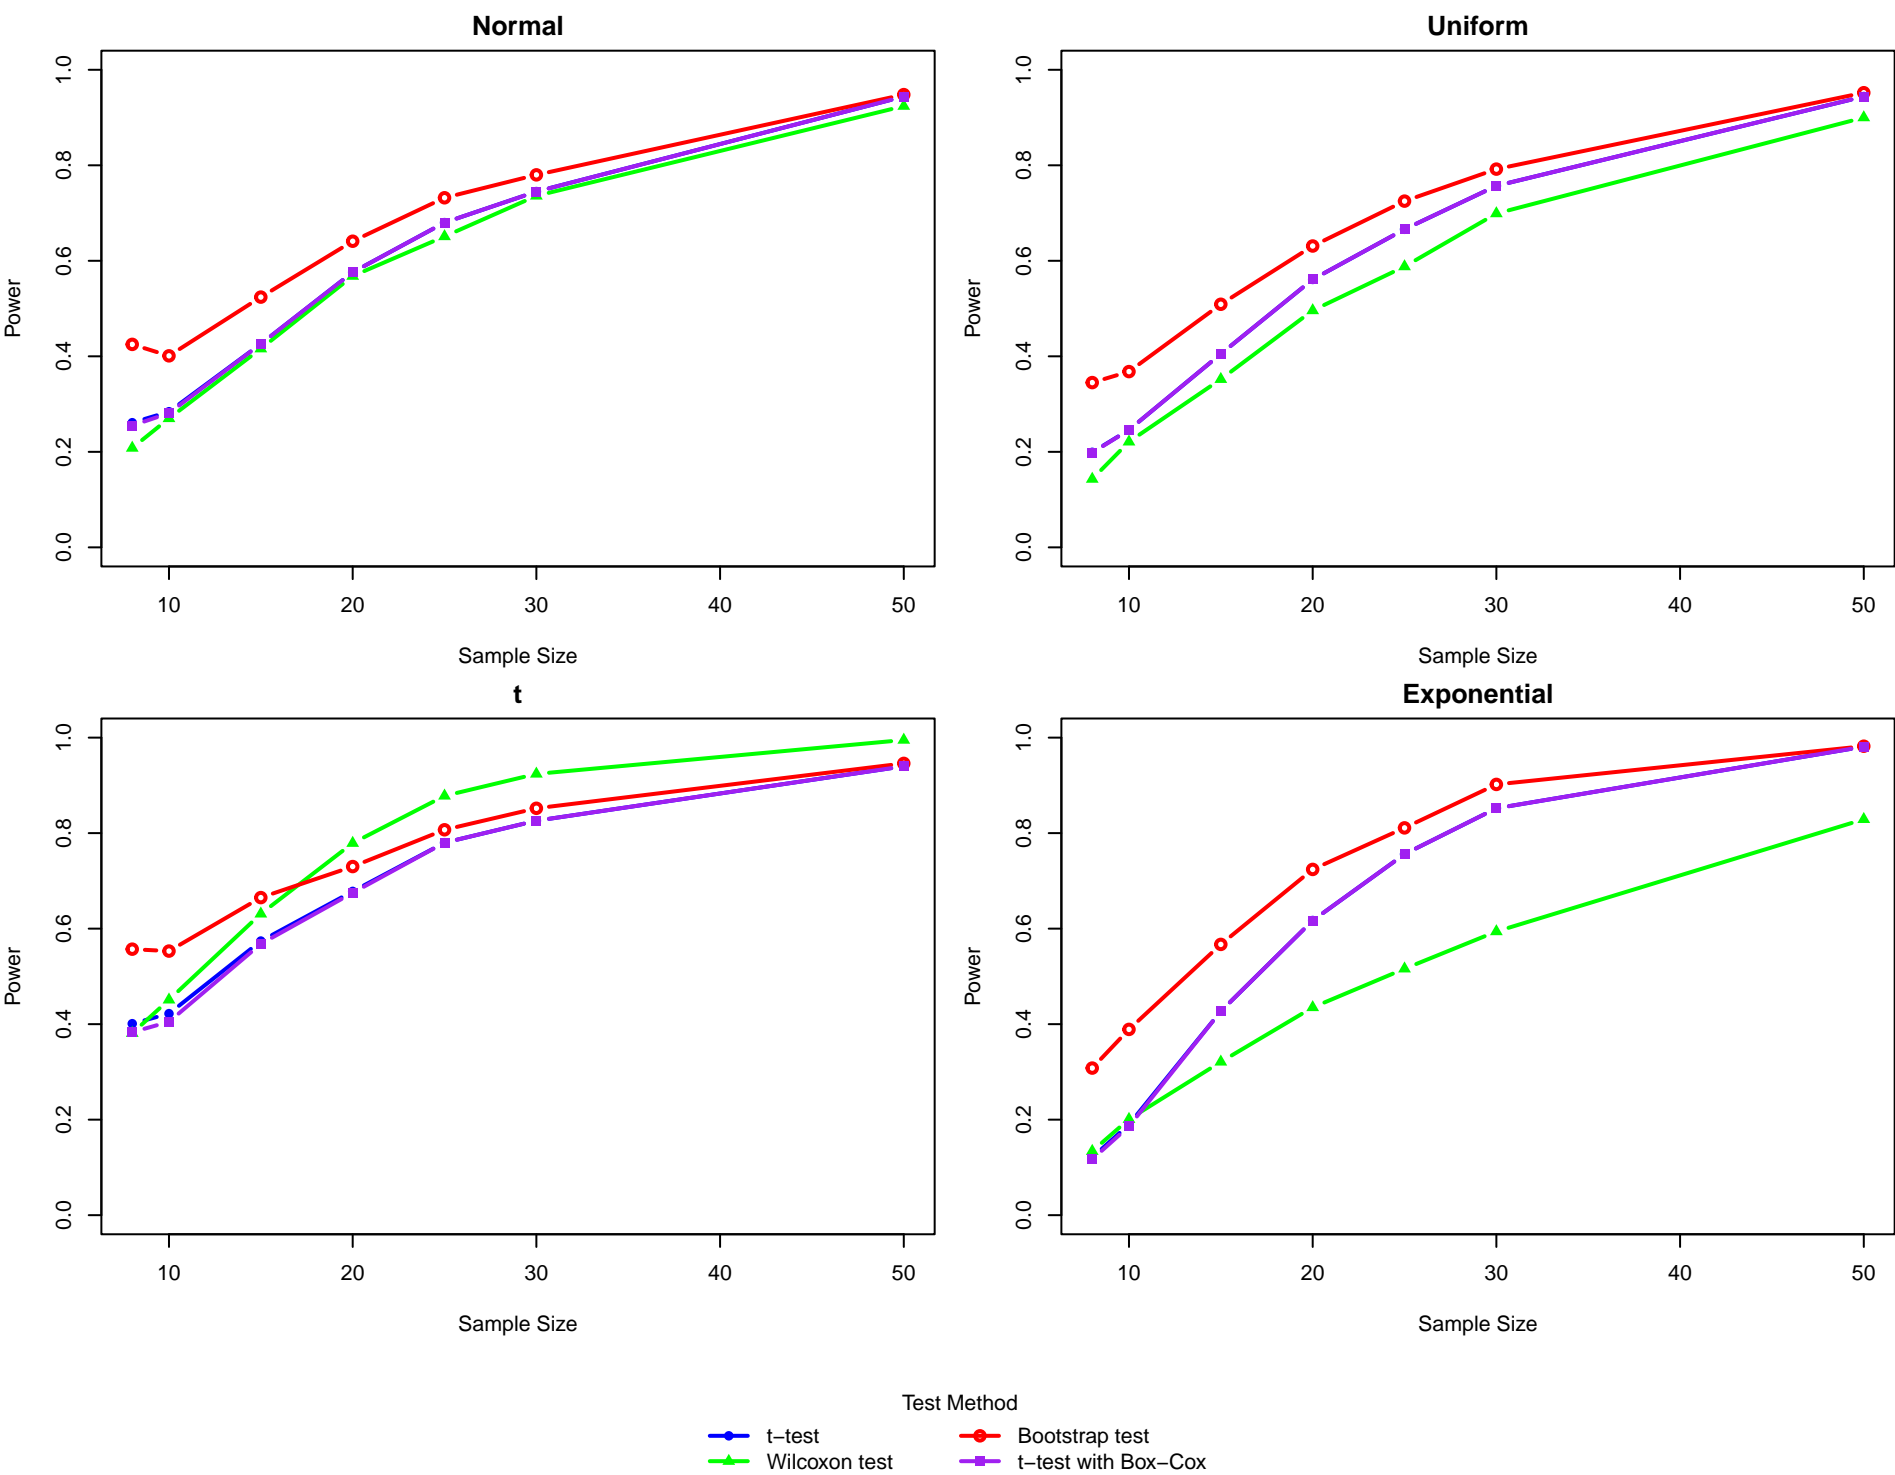 Normal
Power
0.0 0.2 0.4 0.6 0.8 1.0
10 20 30 40 50
Sample Size
Uniform
Power
0.0 0.2 0.4 0.6 0.8 1.0
10 20 30 40 50
Sample Size
t
Power
0.0 0.2 0.4 0.6 0.8 1.0
10 20 30 40 50
Sample Size
Exponential
Power
0.0 0.2 0.4 0.6 0.8 1.0
10 20 30 40 50
Sample Size
Test Method
t−test
Wilcoxon test
Bootstrap test
t−test with Box−Cox